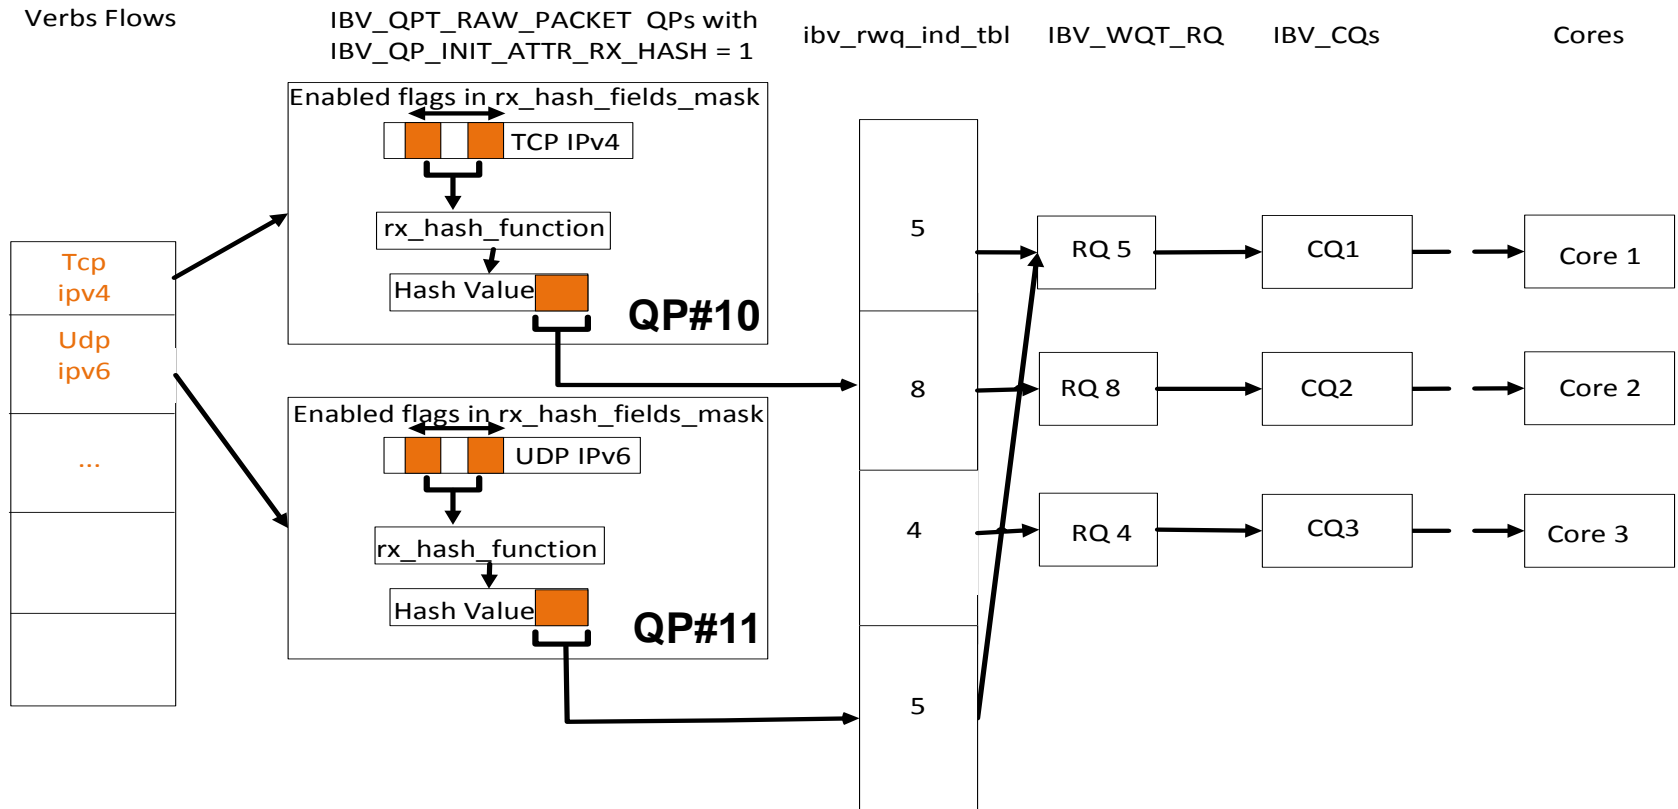 Verbs Flows
IBV_QPT_RAW_PACKET QPs with
IBV_QP_INIT_ATTR_RX_HASH = 1
ibv_rwq_ind_tbl
IBV_WQT_RQ
IBV_CQs
Cores
Tcp
ipv4
Udp
ipv6
...
Enabled flags in rx_hash_fields_mask
TCP IPv4
rx_hash_function
Hash Value
QP#10
Enabled flags in rx_hash_fields_mask
UDP IPv6
rx_hash_function
Hash Value
QP#11
5
8
4
5
RQ 5
CQ1
Core 1
RQ 8
CQ2
Core 2
RQ 4
CQ3
Core 3